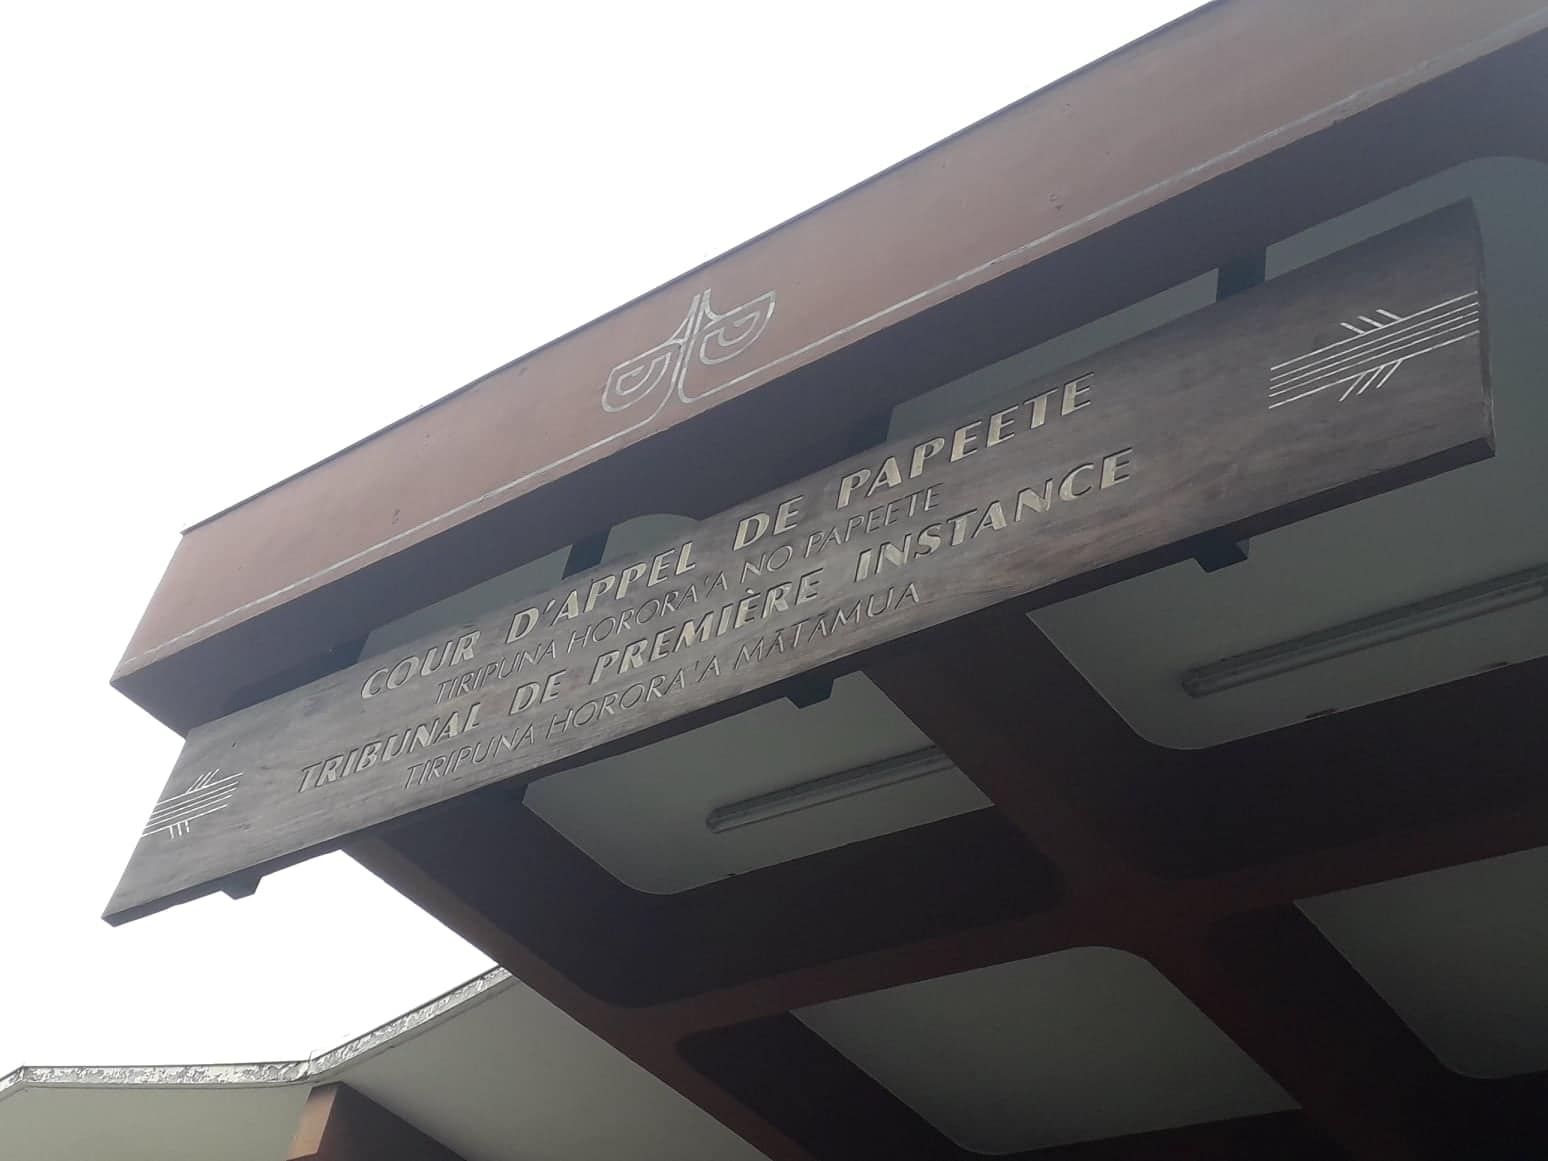 COUR D'APPEL DE PAPEETE
TIRIPUNA HORORA'A NO PAPEETE
TRIBUNAL DE PREMIÈRE INSTANCE
TIRIPUNA HORORA'A MATAMUA